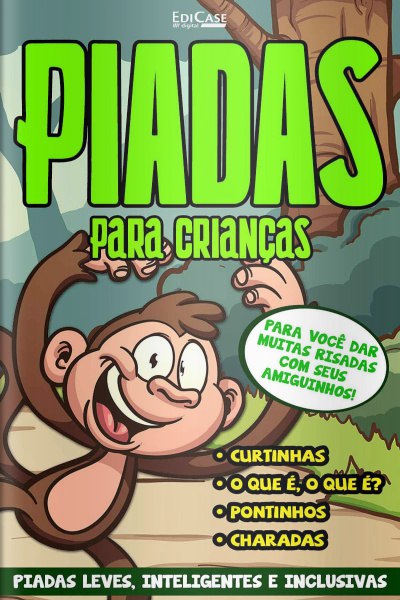 EDICASE
digital
PIADAS
PARA CRIANÇAS
PARA VOCÊ DAR
MUITAS RISADAS
COM SEUS
AMIGUINHOS!
• CURTINHAS
• O QUE É, O QUE É?
• PONTINHOS
• CHARADAS
PIADAS LEVES, INTELIGENTES E INCLUSIVAS